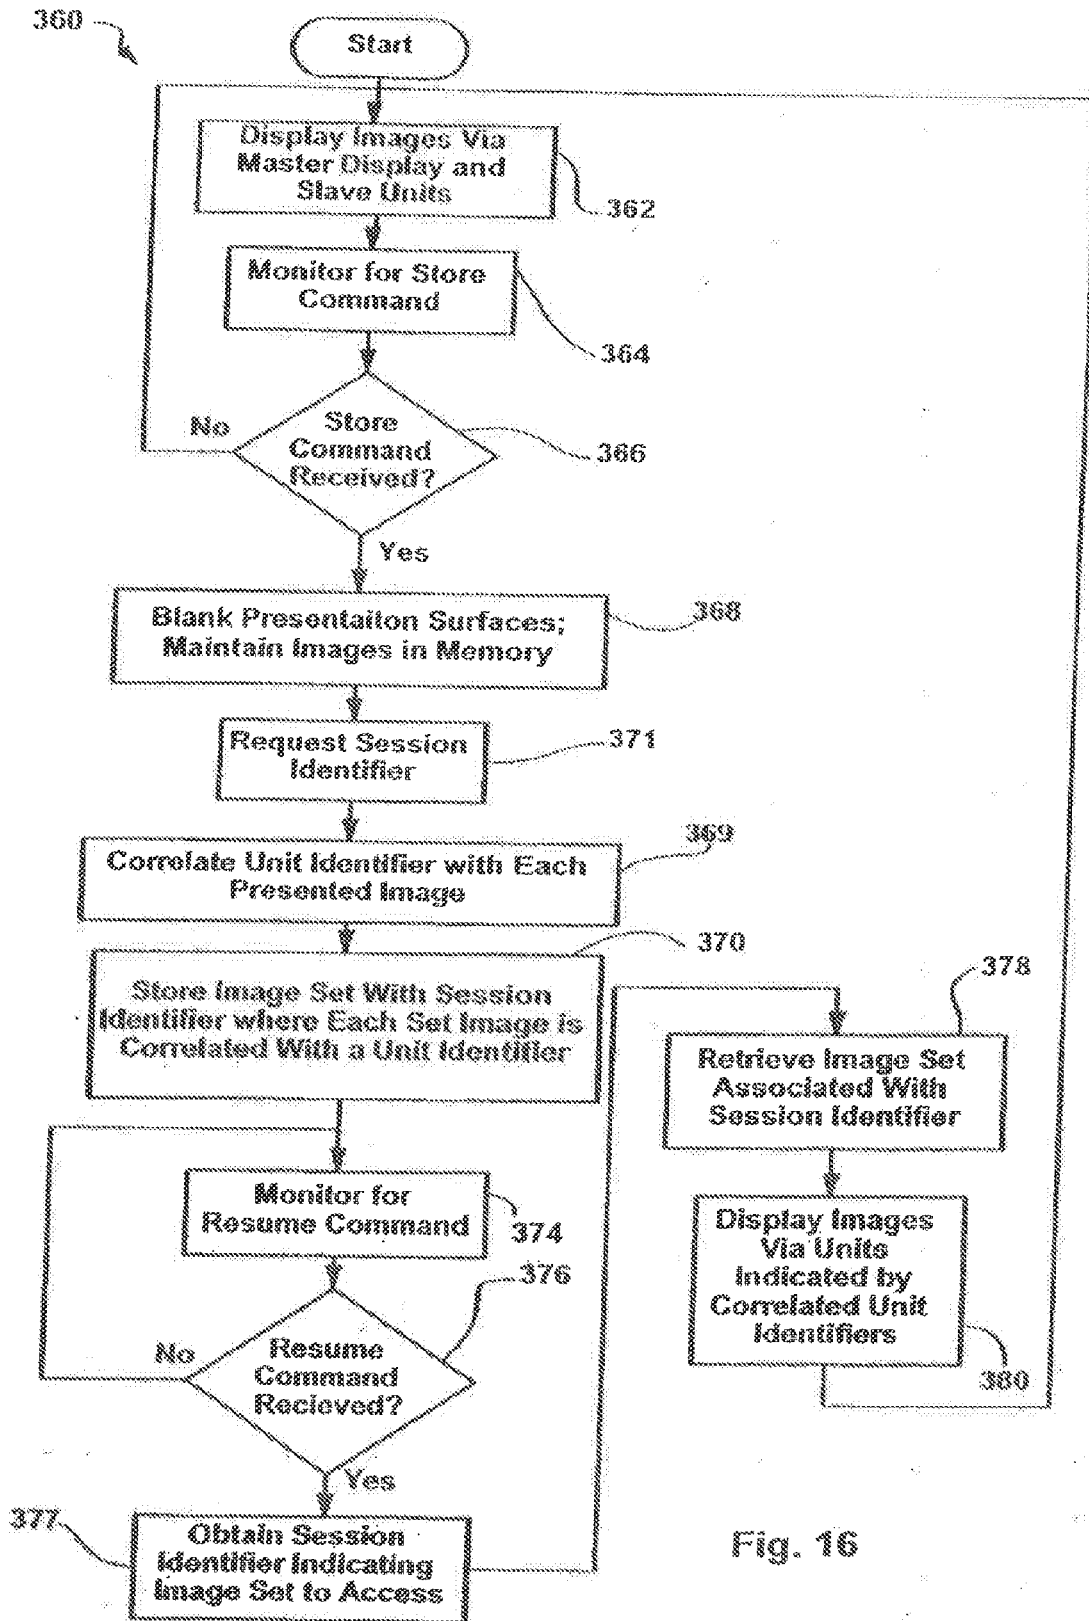 360
Start
Display Images Via
Master Display and
Slave Units
362
Monitor for Store
Command
364
No
Store
Command
Received?
366
Yes
Blank Presentaiton Surfaces;
Maintain Images in Memory
368
Request Session
Identifier
371
Correlate Unit Identifier with Each
Presented Image
369
370
Store Image Set With Session
Identifier where Each Set Image is
Correlated With a Unit Identifier
Monitor for
Resume Command
374
376
No
Resume
Command
Recieved?
Yes
377
Obtain Session
Identifier Indicating
Image Set to Access
378
Retrieve Image Set
Associated With
Session Identifier
Display Images
Via Units
Indicated by
Correlated Unit
Identifiers
380
Fig. 16